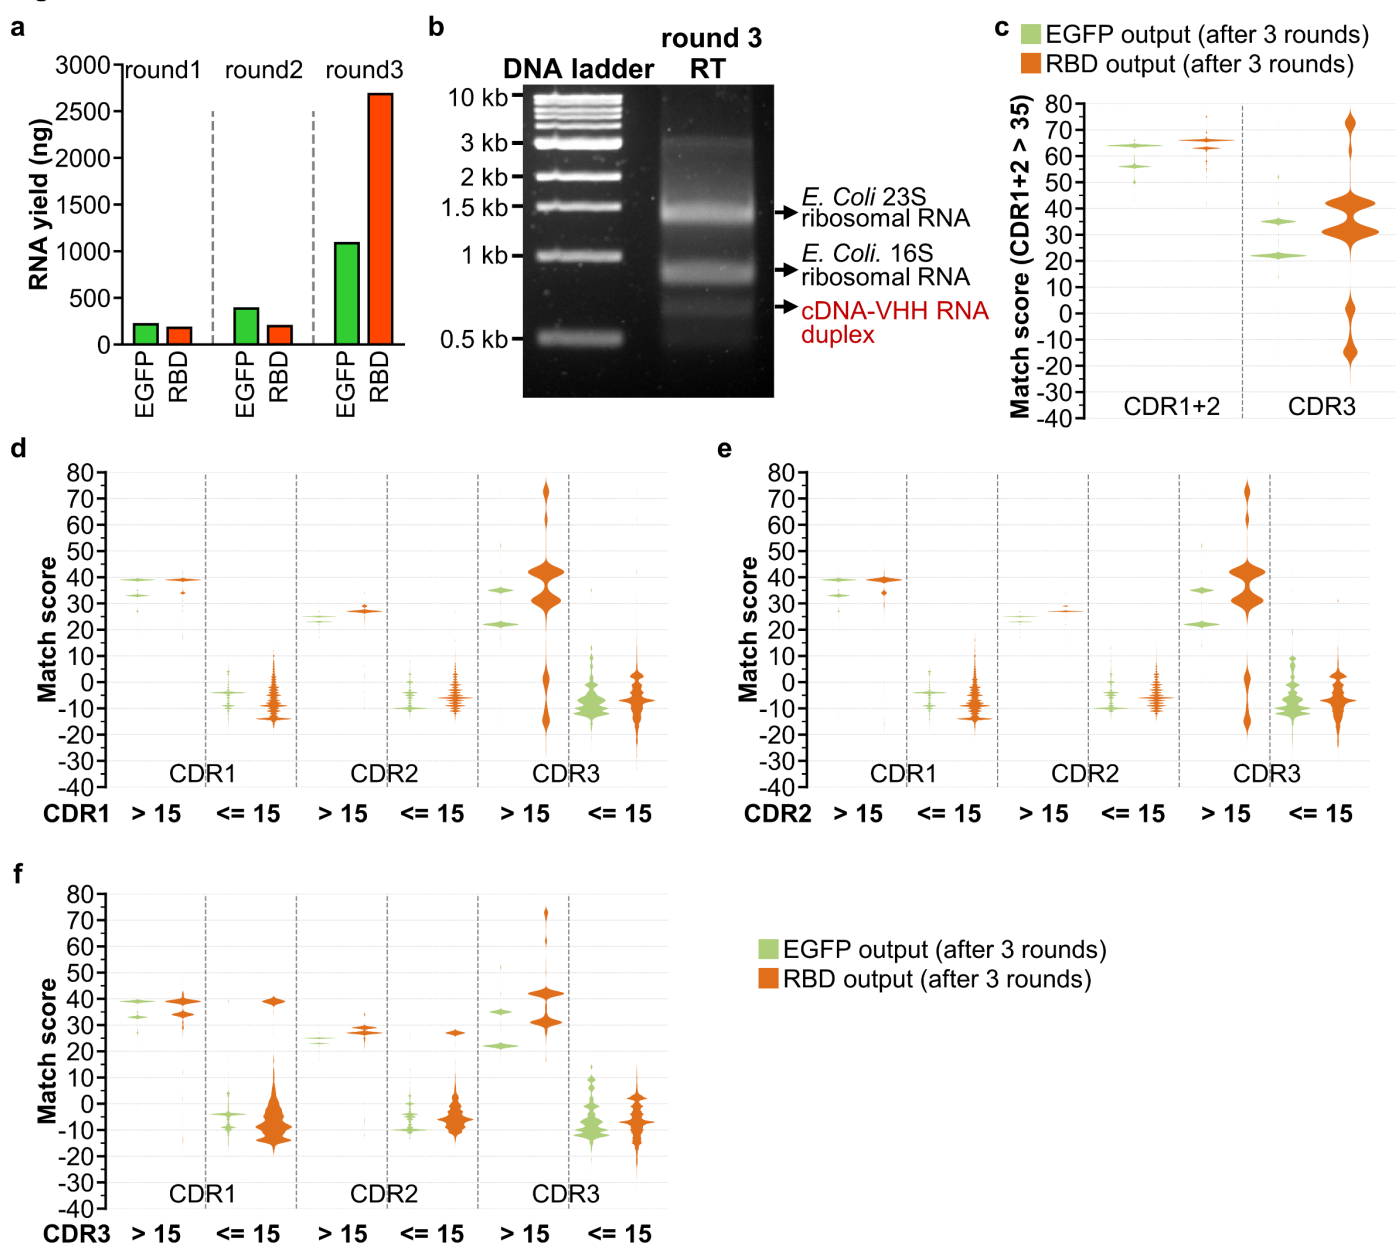 a
RNA yield (ng)
3000
2500
2000
1500
1000
500
0
round1
round2
round3
EGFP
RBD
EGFP
RBD
EGFP
RBD
b
round 3
DNA ladder
RT
10 kb
3 kb
2 kb
1.5 kb
1 kb
0.5 kb
E. Coli 23S
ribosomal RNA
E. Coli. 16S
ribosomal RNA
cDNA-VHH RNA
duplex
c
EGFP output (after 3 rounds)
RBD output (after 3 rounds)
Match score (CDR1+2 > 35)
80
70
60
50
40
30
20
10
0
-10
-20
-30
-40
CDR1+2
CDR3
d
Match score
80
70
60
50
40
30
20
10
0
-10
-20
-30
-40
CDR1
CDR2
CDR3
CDR1 > 15 <= 15 > 15 <= 15 > 15 <= 15
e
Match score
80
70
60
50
40
30
20
10
0
-10
-20
-30
-40
CDR1
CDR2
CDR3
CDR2 > 15 <= 15 > 15 <= 15 > 15 <= 15
f
Match score
80
70
60
50
40
30
20
10
0
-10
-20
-30
-40
CDR1
CDR2
CDR3
CDR3 > 15 <= 15 > 15 <= 15 > 15 <= 15
EGFP output (after 3 rounds)
RBD output (after 3 rounds)